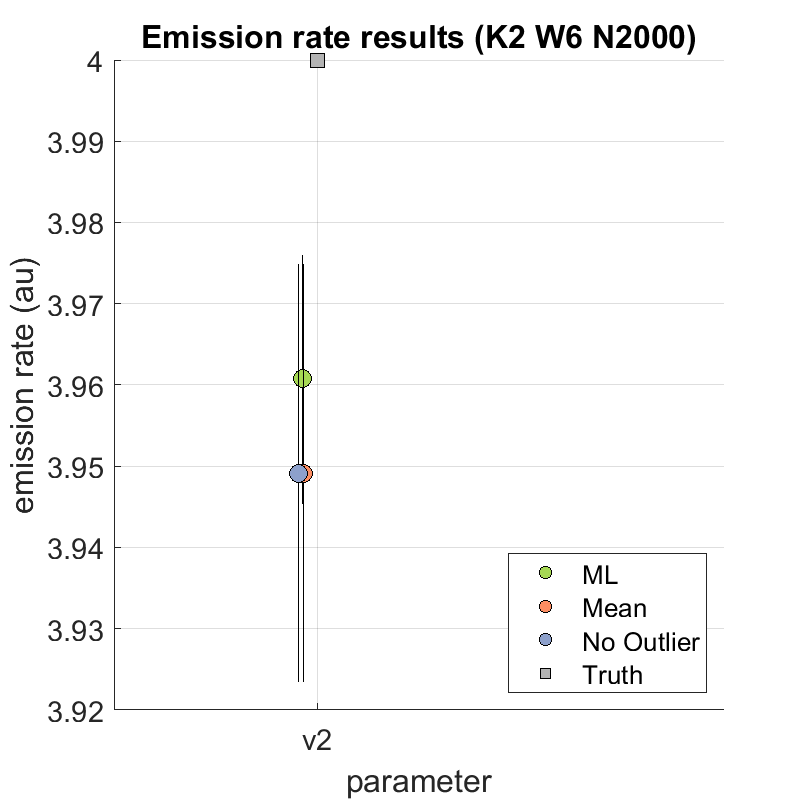 Emission rate results (K2 W6 N2000)
4
3.99
3.98
3.97
3.96
3.95
3.94
3.93
3.92
emission rate (au)
v2
parameter
ML
Mean
No Outlier
Truth